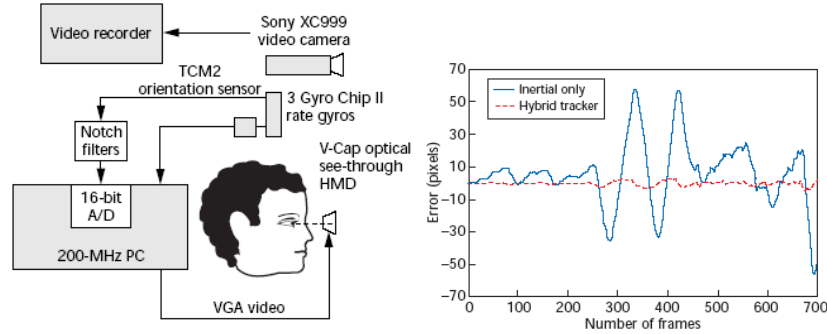 Video recorder
Sony XC999
video camera
TCM2
orientation sensor
3 Gyro Chip II
rate gyros
Notch
filters
V-Cap optical
see-through
HMD
16-bit
A/D
200-MHz PC
VGA video
70
50
30
10
−10
−30
−50
−70
Error (pixels)
Inertial only
Hybrid tracker
0 100 200 300 400 500 600 700
Number of frames